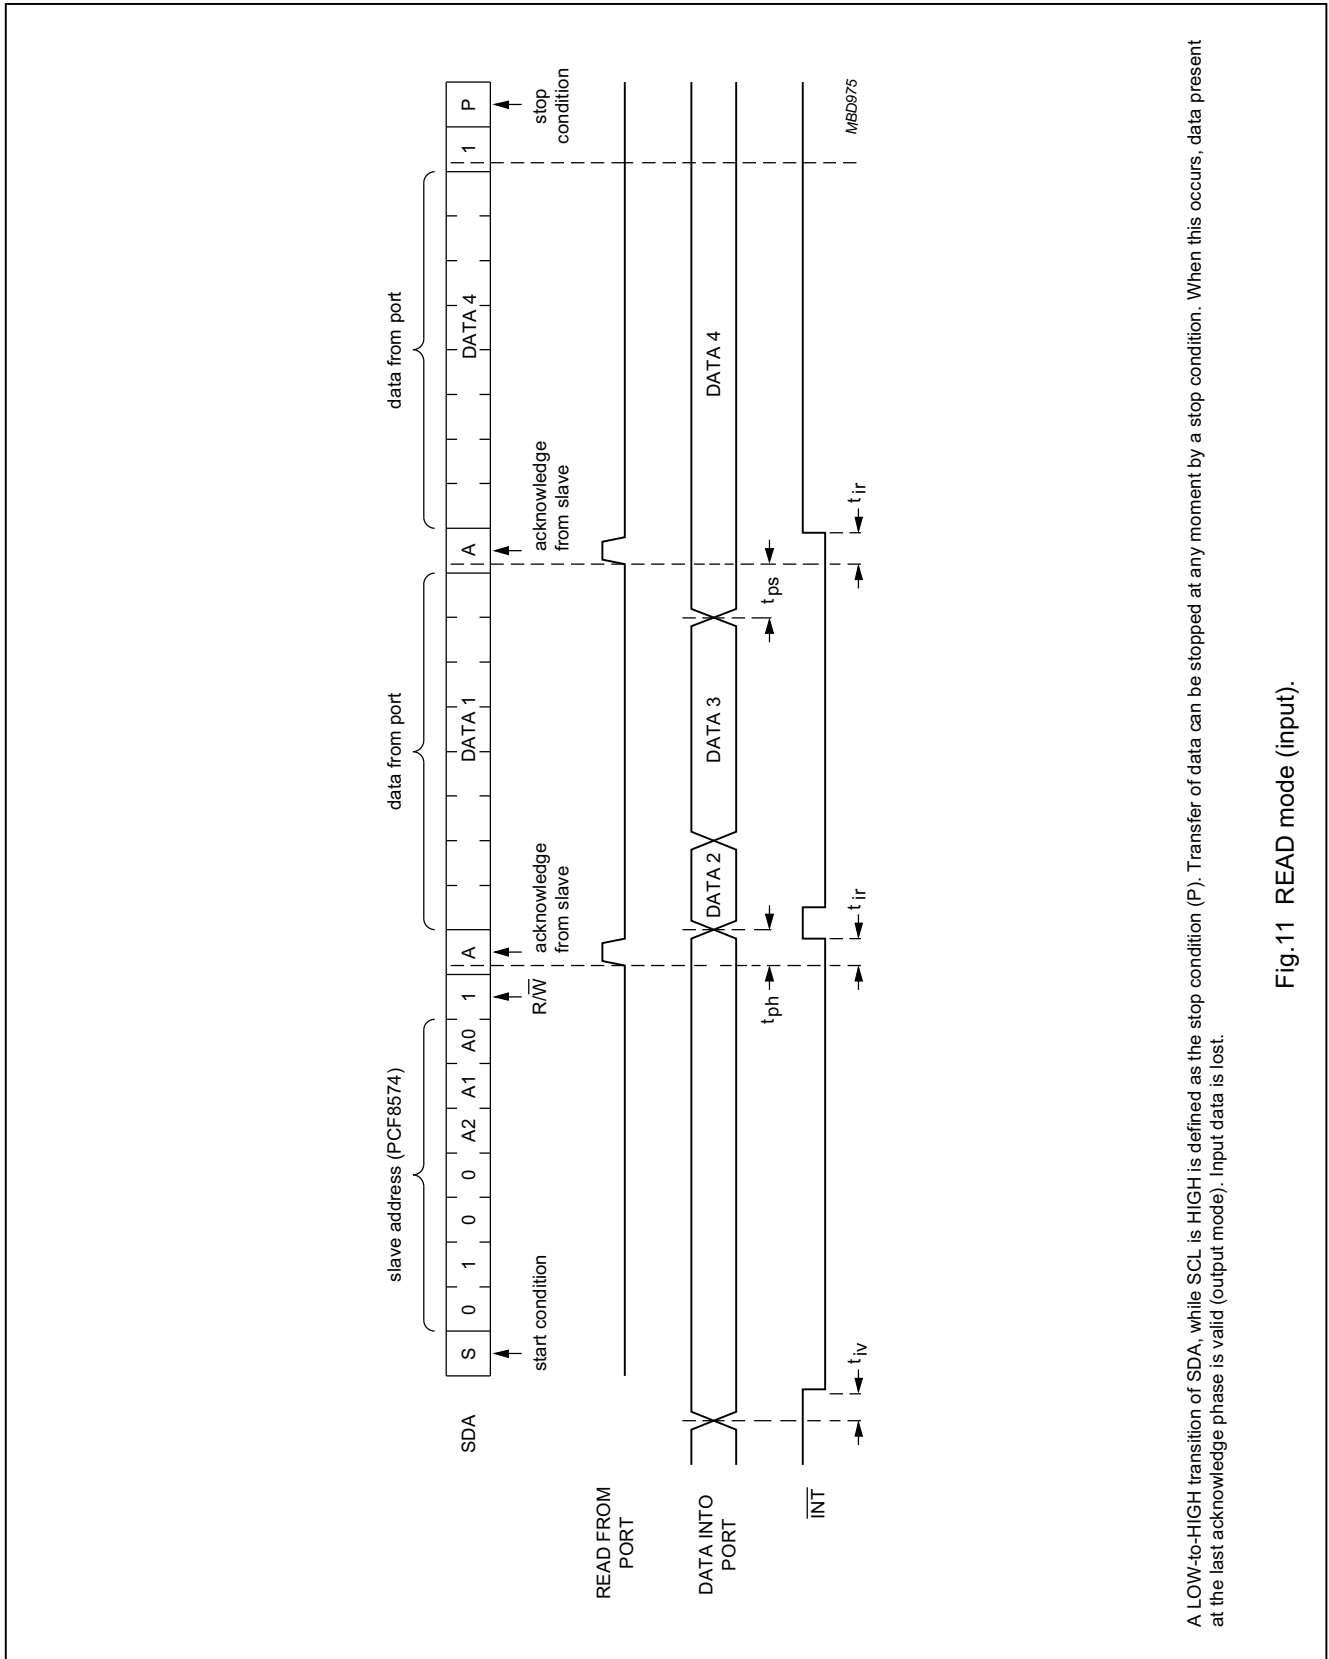 slave address (PCF8574)
data from port
data from port
SDA
S
0
1
0
0
A2
A1
A0
1
A
DATA 1
A
DATA 4
1
P
start condition
R/W
acknowledge
from slave
acknowledge
from slave
stop
condition
READ FROM
PORT
DATA INTO
PORT
DATA 2
DATA 3
DATA 4
tph
tps
INT
tiv
tir
tir
MBD975
A LOW-to-HIGH transition of SDA, while SCL is HIGH is defined as the stop condition (P). Transfer of data can be stopped at any moment by a stop condition. When this occurs, data present
at the last acknowledge phase is valid (output mode). Input data is lost.
Fig.11 READ mode (input).